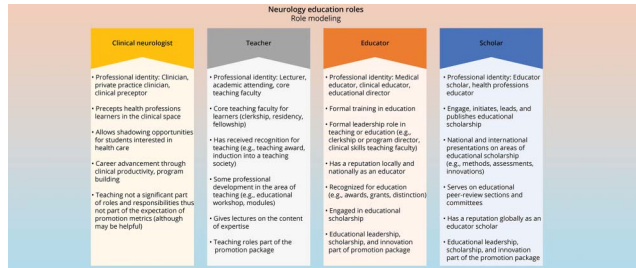 Neurology education roles
Role modeling
Clinical neurologist
• Professional identity: Clinician,
private practice clinician,
clinical preceptor
• Precepts health professions
learners in the clinical space
• Allows shadowing opportunities
for students interested in
health care
• Career advancement through
clinical productivity, program
building
• Teaching not a significant part
of roles and responsibilities thus
not part of the expectation of
promotion metrics (although
may be helpful)
Teacher
• Professional identity: Lecturer,
academic attending, core
teaching faculty
• Core teaching faculty for
learners (clerkship, residency,
fellowship)
• Has received recognition for
teaching (e.g., teaching award,
induction into a teaching
society)
• Some professional
development in the area of
teaching (e.g., educational
workshop, modules)
• Gives lectures on the content
of expertise
• Teaching roles part of the
promotion package
Educator
• Professional identity: Medical
educator, clinical educator,
educational director
• Formal training in education
• Formal leadership role in
teaching or education (e.g.,
clerkship or program director,
clinical skills teaching faculty)
• Has a reputation locally and
nationally as an educator
• Recognized for education
(e.g., awards, grants, distinction)
• Engaged in educational
scholarship
• Educational leadership,
scholarship, and innovation
part of promotion package
Scholar
• Professional identity: Educator
scholar, health professions
educator
• Engage, initiates, leads, and
publishes educational
scholarship
• National and international
presentations on areas of
educational scholarship
(e.g., methods, assessments,
innovations)
• Serves on educational
peer-review sections and
committees
• Has a reputation globally as an
educator scholar
• Educational leadership,
scholarship, and innovation
part of the promotion package